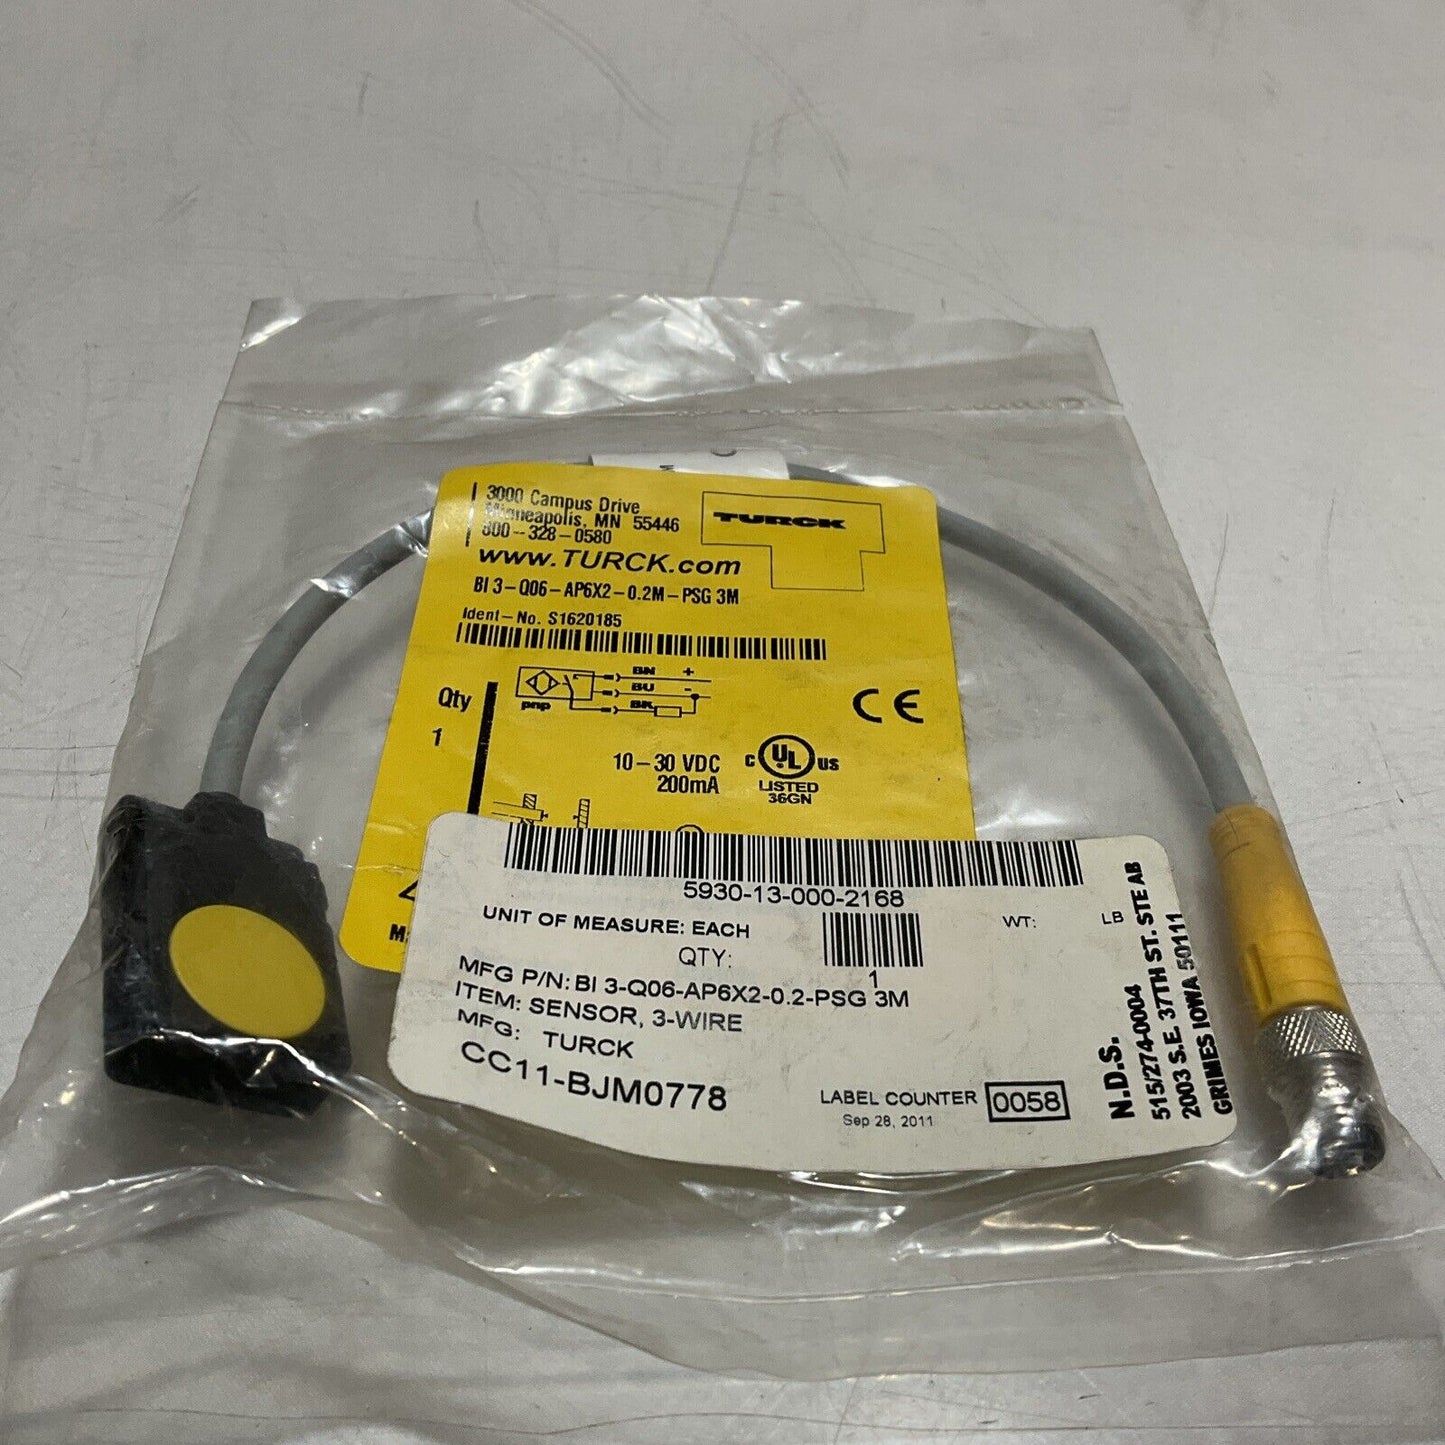 3000 Campus Drive
Minneapolis, MN 55446
800-328-0580
www.TURCK.com
TURCK
BI 3-Q06-AP6X2-0.2M-PSG 3M
Ident-No. S1620185
Qty
1
BN +
BU -
BK
pnp
CE
10-30 VDC
200mA
C UL US
LISTED
36GN
5930-13-000-2168
UNIT OF MEASURE: EACH
WT: LB
QTY: 1
MFG P/N: BI 3-Q06-AP6X2-0.2-PSG 3M
ITEM: SENSOR, 3-WIRE
MFG: TURCK
CC11-BJM0778
LABEL COUNTER 0058
Sep 28, 2011
N.D.S.
515/274-0004
2003 S.E. 37TH ST. STE AB
GRIMES IOWA 50111